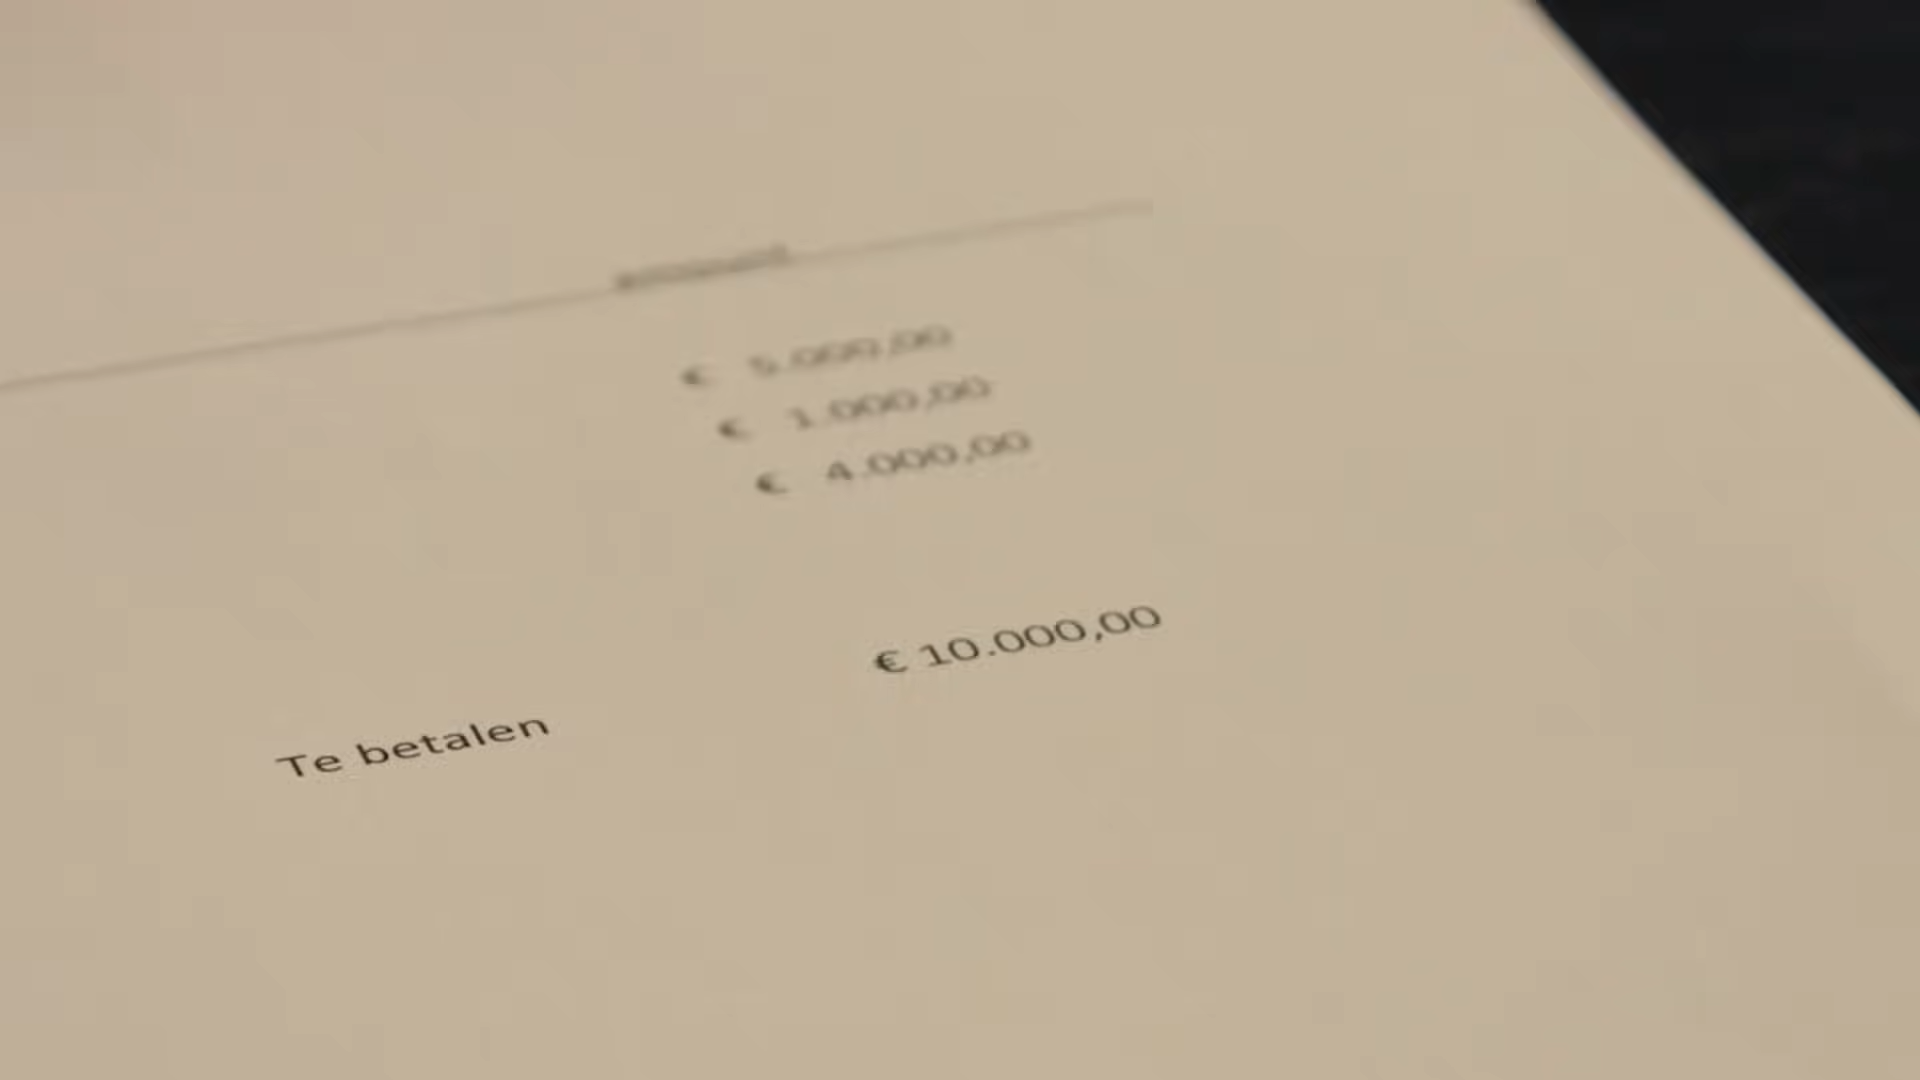 € 5.000,00
€ 1.000,00
€ 4.000,00
€ 10.000,00
Te betalen